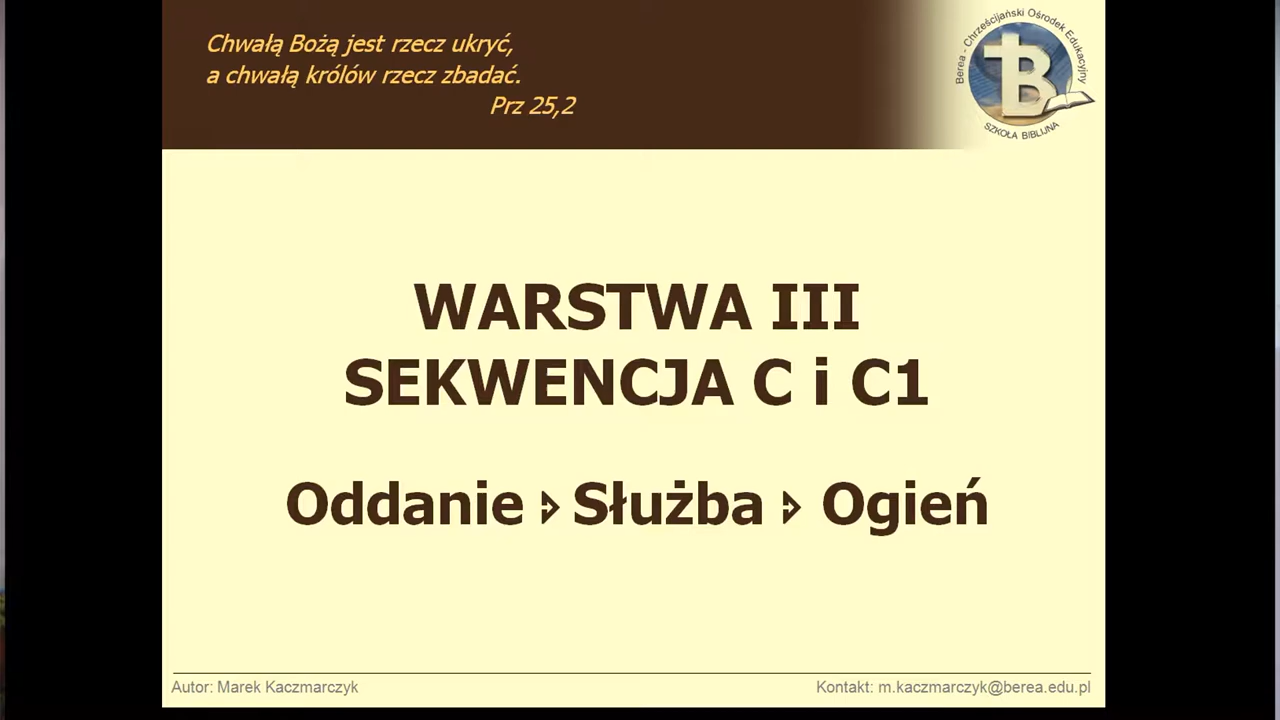 Chwałą Bożą jest rzecz ukryć,
a chwałą królów rzecz zbadać.
Prz 25,2
Berea - Chrześcijański Ośrodek Edukacyjny
B
SZKOŁA BIBLIJNA
WARSTWA III
SEKWENCJA C i C1
Oddanie Służba Ogień
Autor: Marek Kaczmarczyk
Kontakt: m.kaczmarczyk@berea.edu.pl